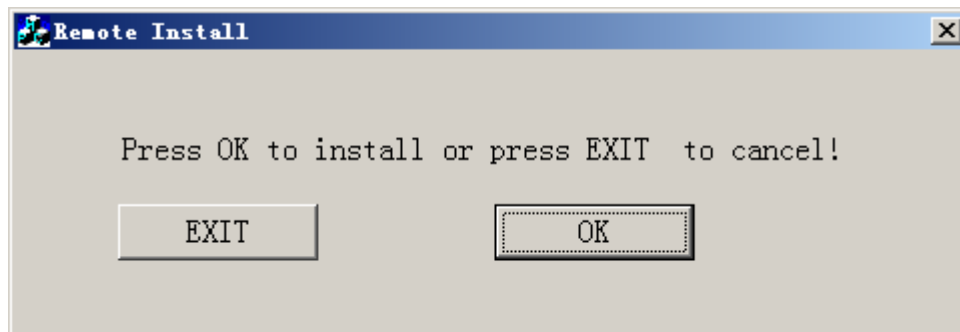 Remote Install
Press OK to install or press EXIT  to cancel!
EXIT
OK